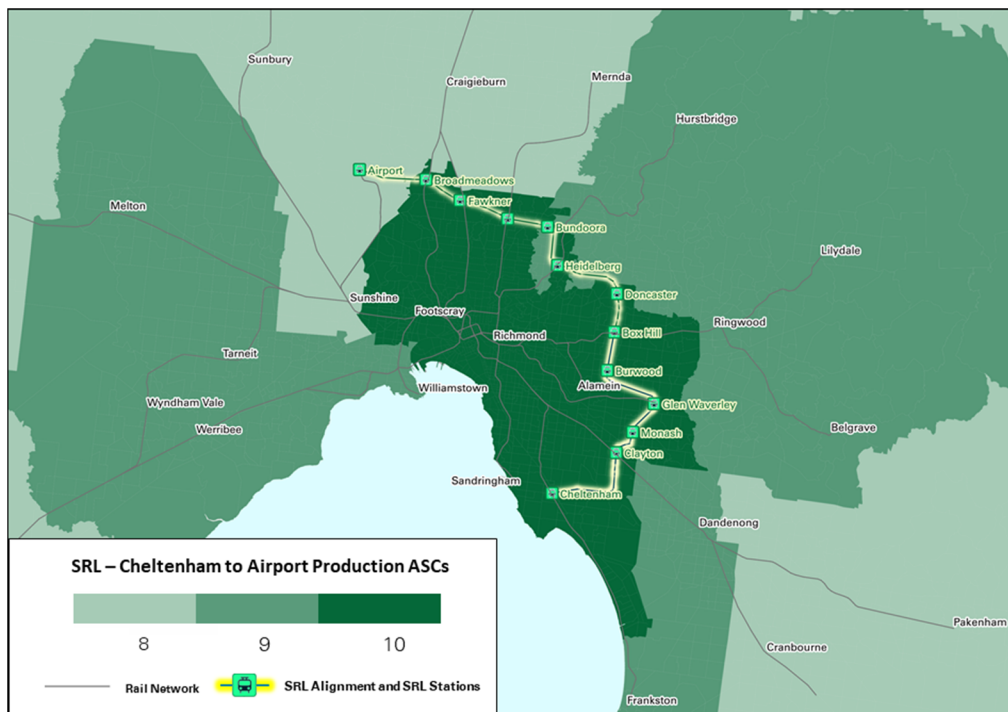 Sunbury
Craigieburn
Mernda
Hurstbridge
Airport
Broadmeadows
Fawkner
Melton
Bundoora
Lilydale
Heidelberg
Sunshine
Doncaster
Footscray
Ringwood
Richmond
Box Hill
Tarneit
Burwood
Williamstown
Alamein
Wyndham Vale
Glen Waverley
Werribee
Belgrave
Monash
Clayton
Sandringham
Cheltenham
Dandenong
SRL – Cheltenham to Airport Production ASCs
8 9 10
Pakenham
Cranbourne
Rail Network
SRL Alignment and SRL Stations
Frankston